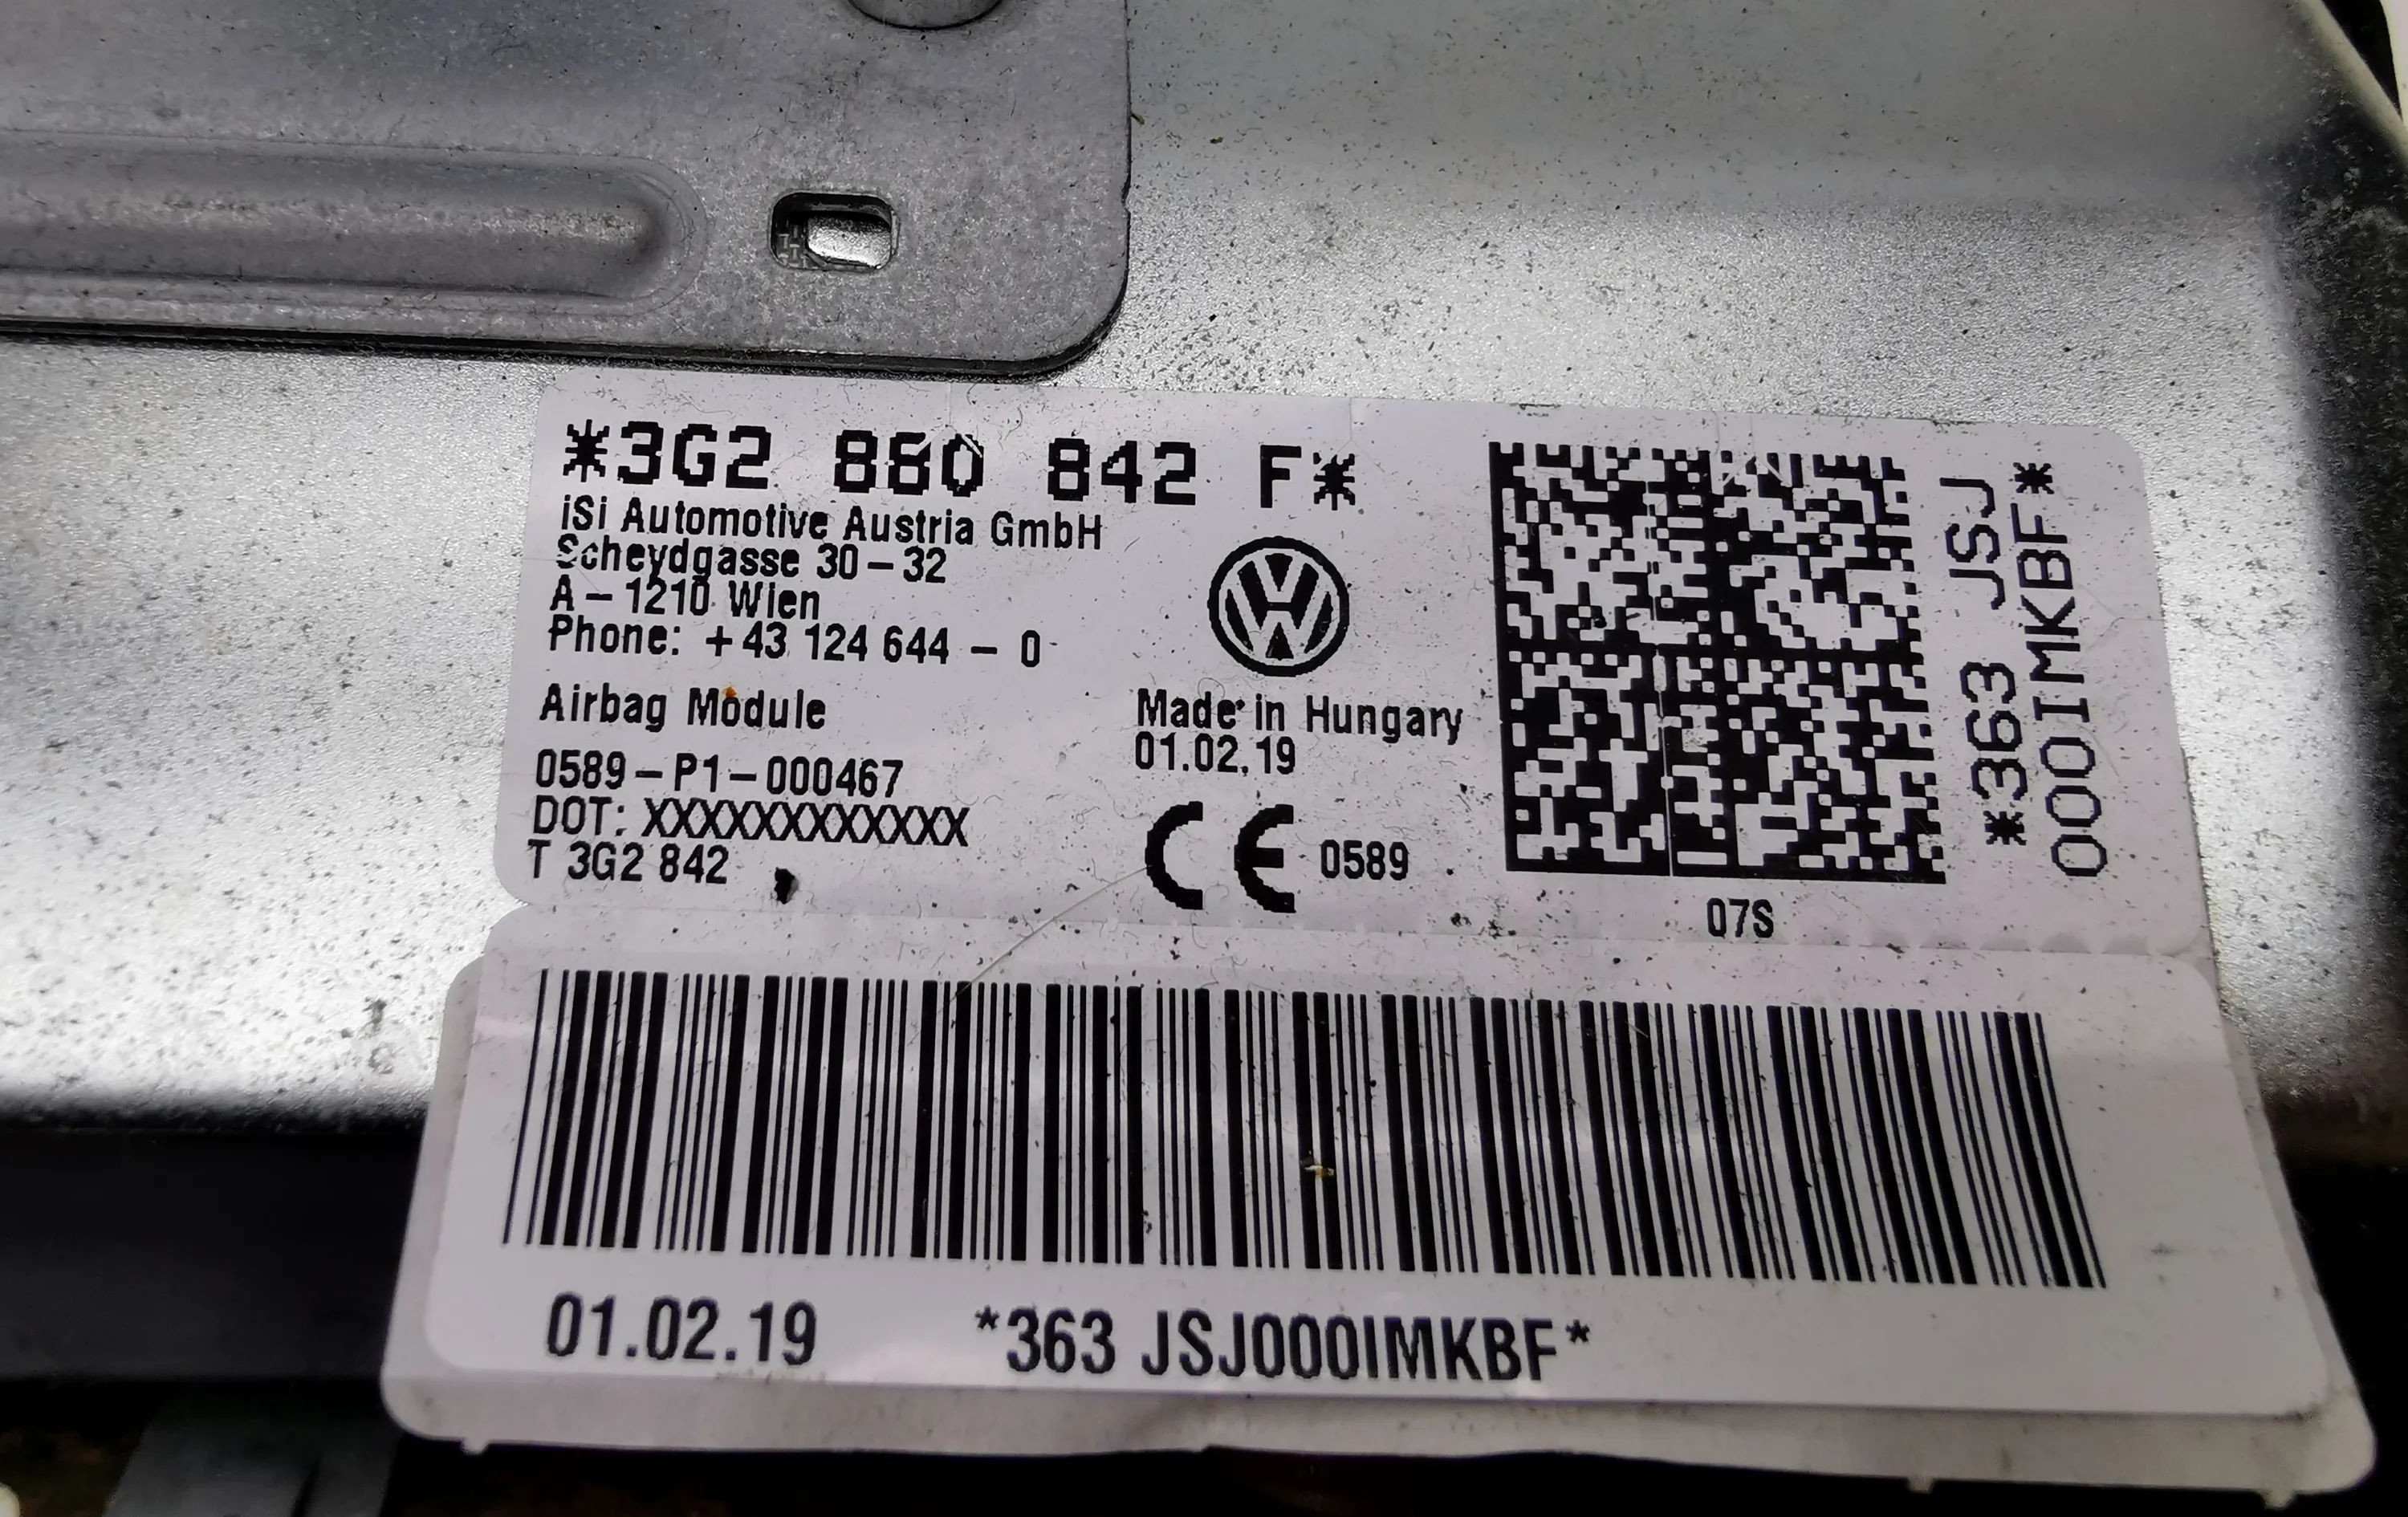 *3G2 880 842 F*
iSi Automotive Austria GmbH
Scheydgasse 30-32
A-1210 Wien
Phone: +43 124 644 - 0
Airbag Module
0589-P1-000467
DOT: XXXXXXXXXXXXX
T 3G2 842
Made in Hungary
01.02.19
CE 0589
07S
*363 JSJ
000IMKBF*
01.02.19 *363 JSJ000IMKBF*